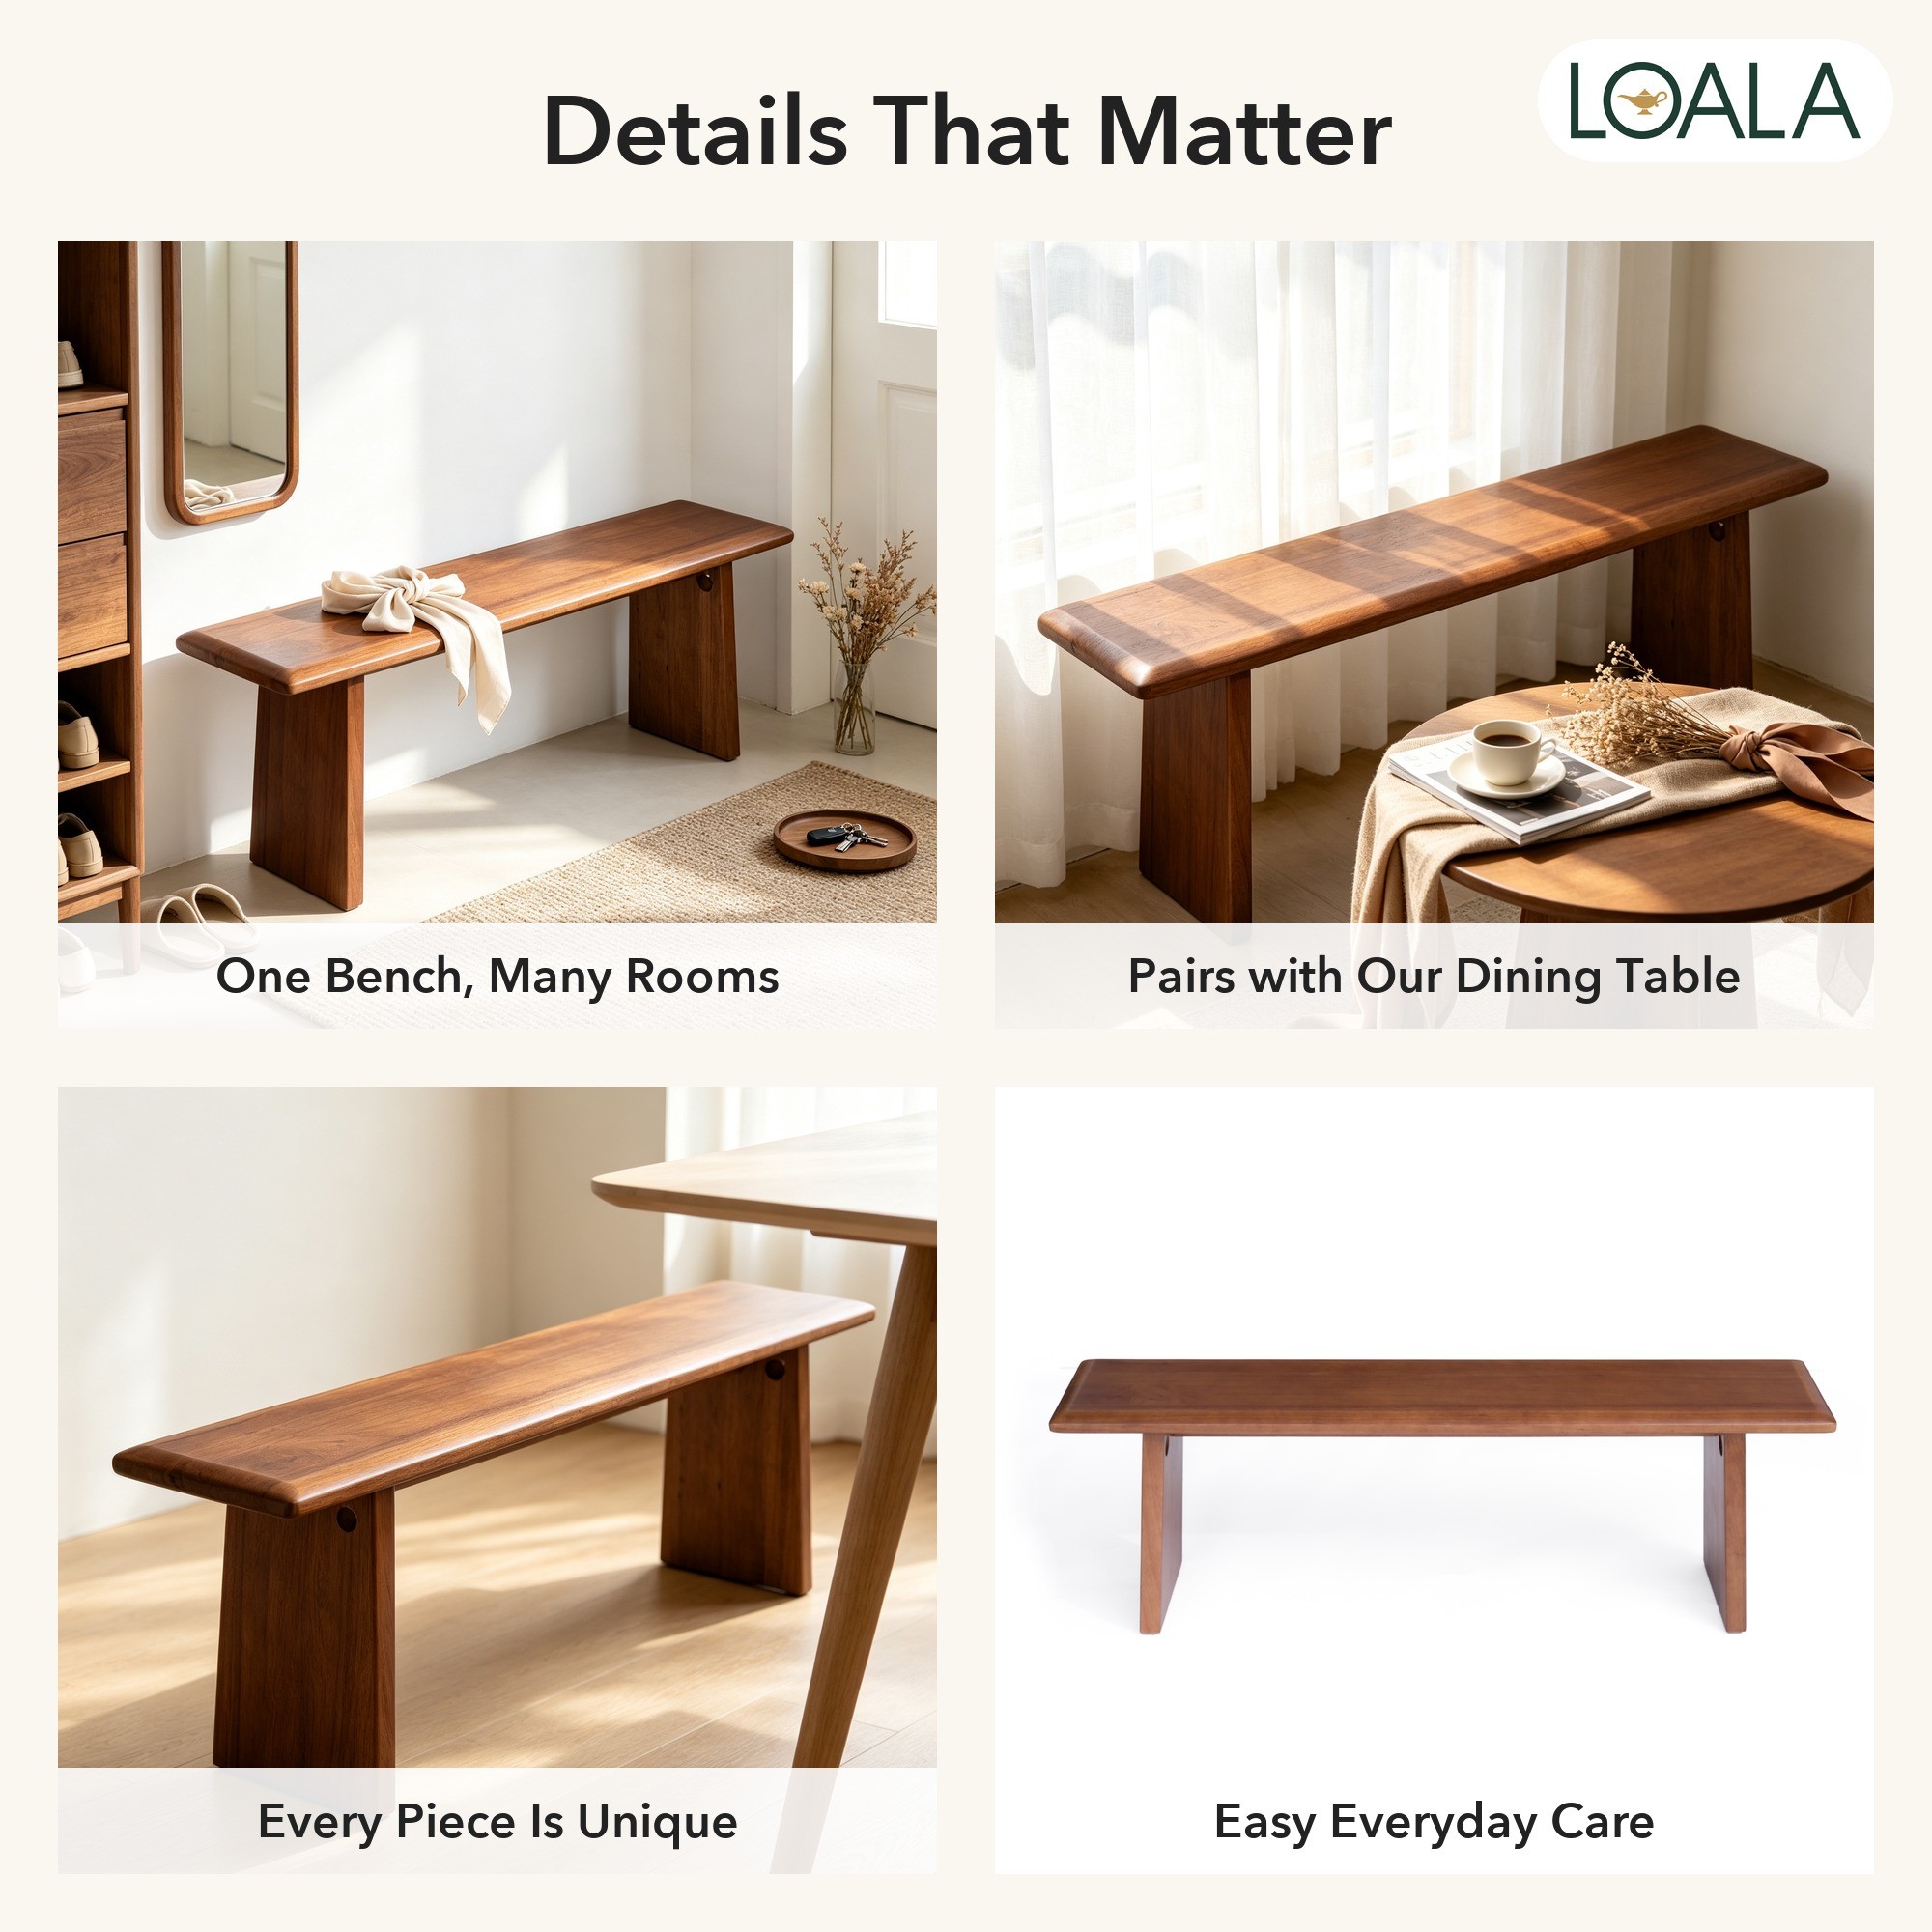 Details That Matter
LOALA
One Bench, Many Rooms
Pairs with Our Dining Table
Every Piece Is Unique
Easy Everyday Care